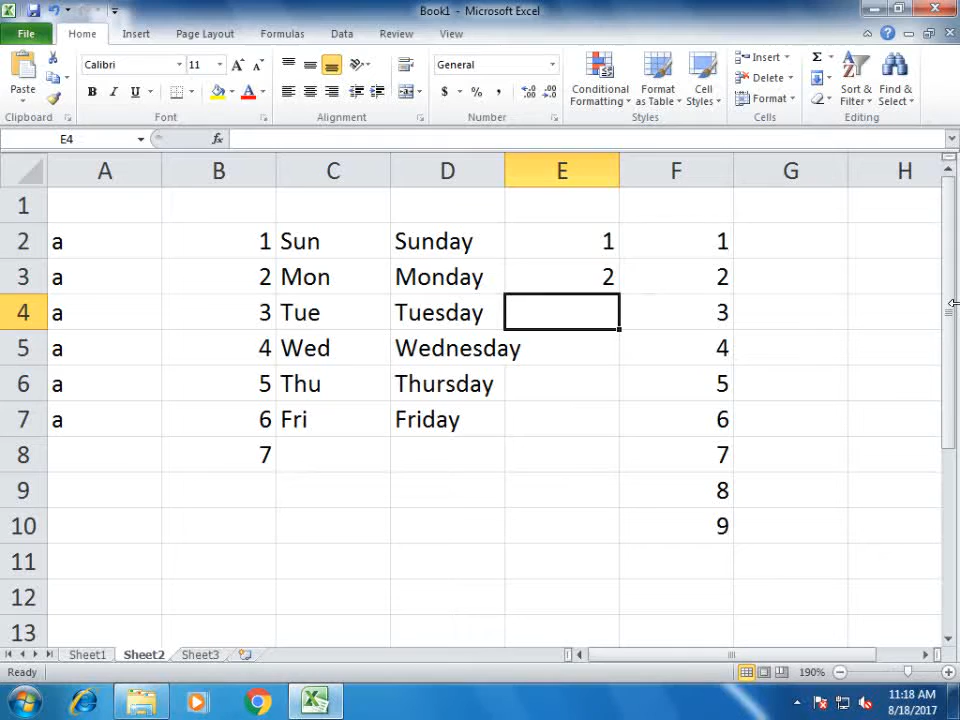 Book1 - Microsoft Excel
File Home Insert Page Layout Formulas Data Review View
Paste
Calibri 11
B I U
General
$ % ,
Conditional Formatting
Format as Table
Cell Styles
Insert
Delete
Format
Sort & Filter
Find & Select
Clipboard Font Alignment Number Styles Cells Editing
E4 fx
A B C D E F G H
1
2 a 1 Sun Sunday 1 1
3 a 2 Mon Monday 2 2
4 a 3 Tue Tuesday 3
5 a 4 Wed Wednesday 4
6 a 5 Thu Thursday 5
7 a 6 Fri Friday 6
8 7 7
9 8
10 9
11
12
13
Sheet1 Sheet2 Sheet3
Ready 190%
11:18 AM
8/18/2017